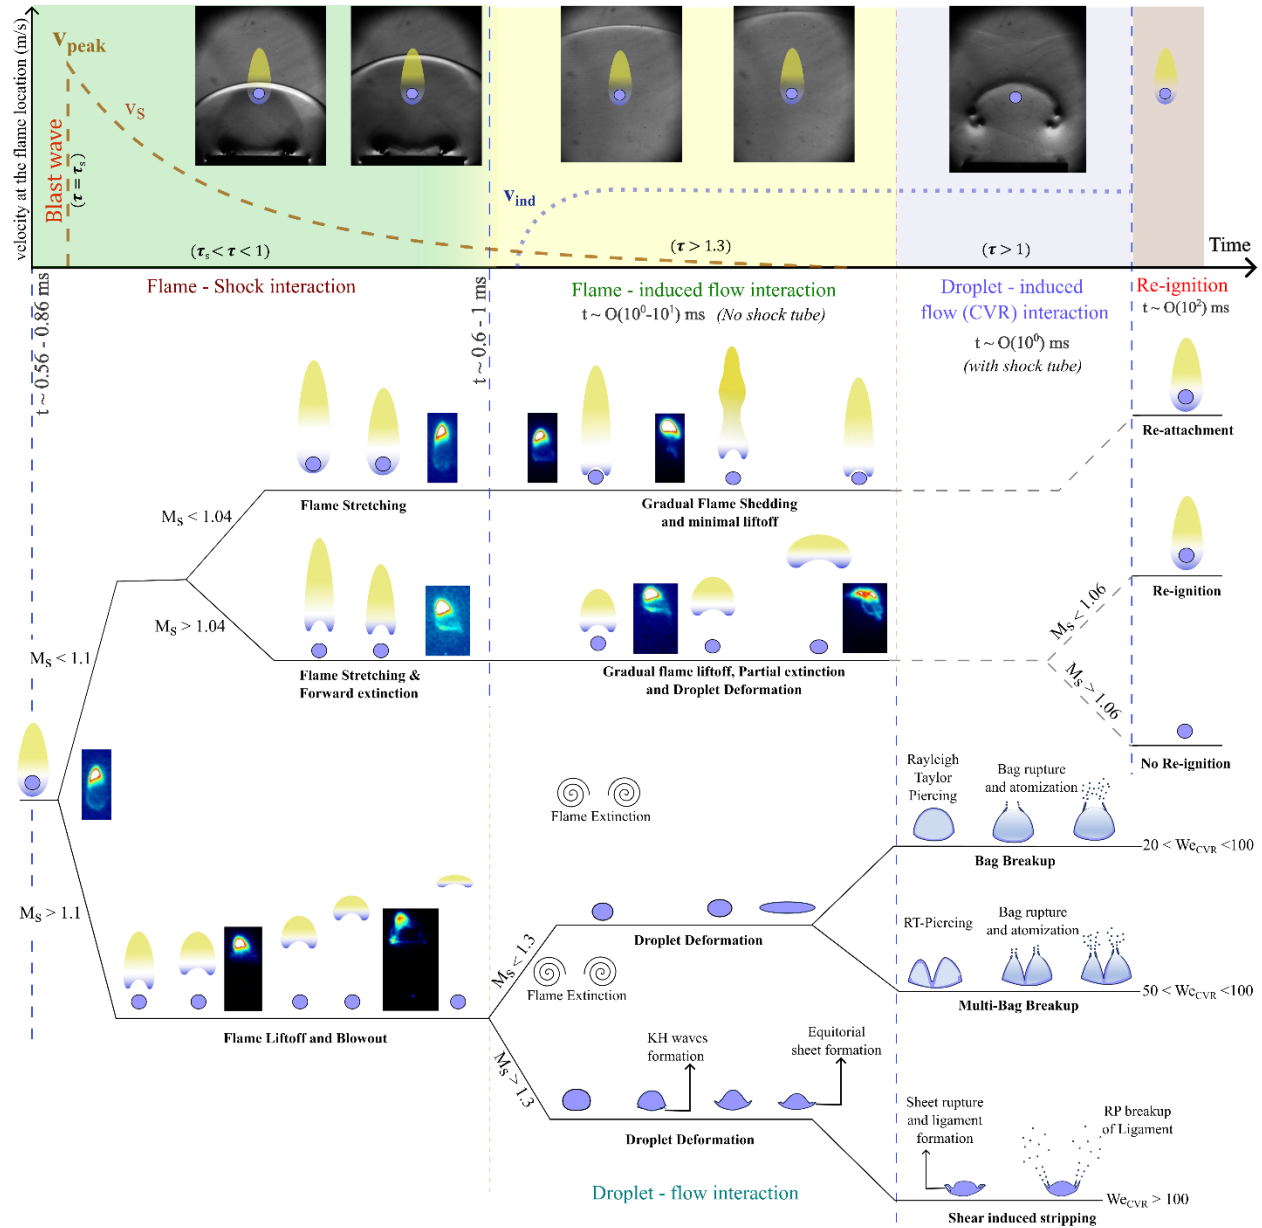 velocity at the flame location (m/s)
v_peak
v_S
Blast wave
(τ = τ_s)
v_ind
(τ_s < τ < 1)
(τ > 1.3)
(τ > 1)
Time
t ~ 0.56 - 0.86 ms
Flame - Shock interaction
t ~ 0.6 - 1 ms
Flame - induced flow interaction
t ~ O(10⁰-10¹) ms (No shock tube)
Droplet - induced
flow (CVR) interaction
t ~ O(10⁰) ms
(with shock tube)
Re-ignition
t ~ O(10²) ms
Re-attachment
M_S < 1.04
Flame Stretching
Gradual Flame Shedding
and minimal liftoff
M_S > 1.04
M_S < 1.1
Flame Stretching &
Forward extinction
Gradual flame liftoff, Partial extinction
and Droplet Deformation
M_S < 1.06
Re-ignition
M_S > 1.06
No Re-ignition
Flame Extinction
Rayleigh
Taylor
Piercing
Bag rupture
and atomization
Bag Breakup
20 < We_CVR <100
M_S > 1.1
Flame Liftoff and Blowout
M_S < 1.3
Droplet Deformation
Flame Extinction
RT-Piercing
Bag rupture
and atomization
Multi-Bag Breakup
50 < We_CVR <100
M_S > 1.3
KH waves
formation
Equitorial
sheet formation
Droplet Deformation
Sheet rupture
and ligament
formation
RP breakup
of Ligament
Droplet - flow interaction
We_CVR > 100
Shear induced stripping